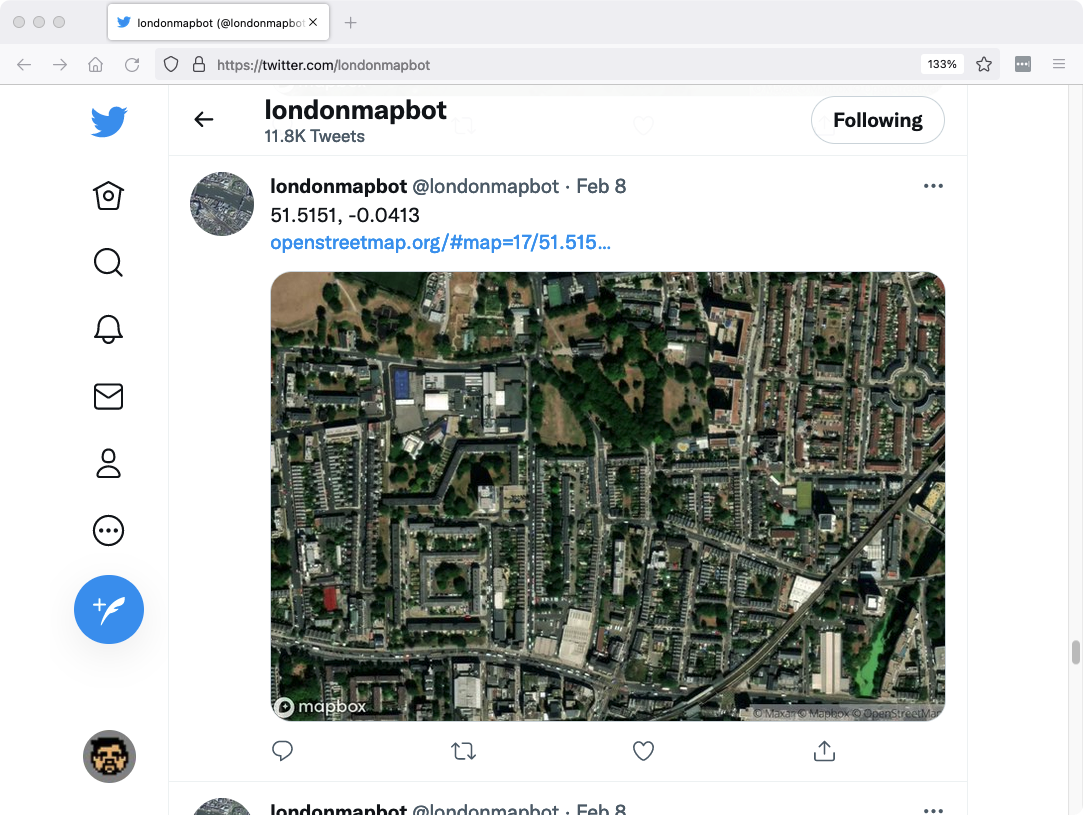 londonmapbot (@londonmapbot
https://twitter.com/londonmapbot
133%
londonmapbot
11.8K Tweets
Following
londonmapbot @londonmapbot · Feb 8
51.5151, -0.0413
openstreetmap.org/#map=17/51.515…
mapbox
© Maxar © Mapbox © OpenStreetMap
londonmapbot @londonmapbot · Feb 8